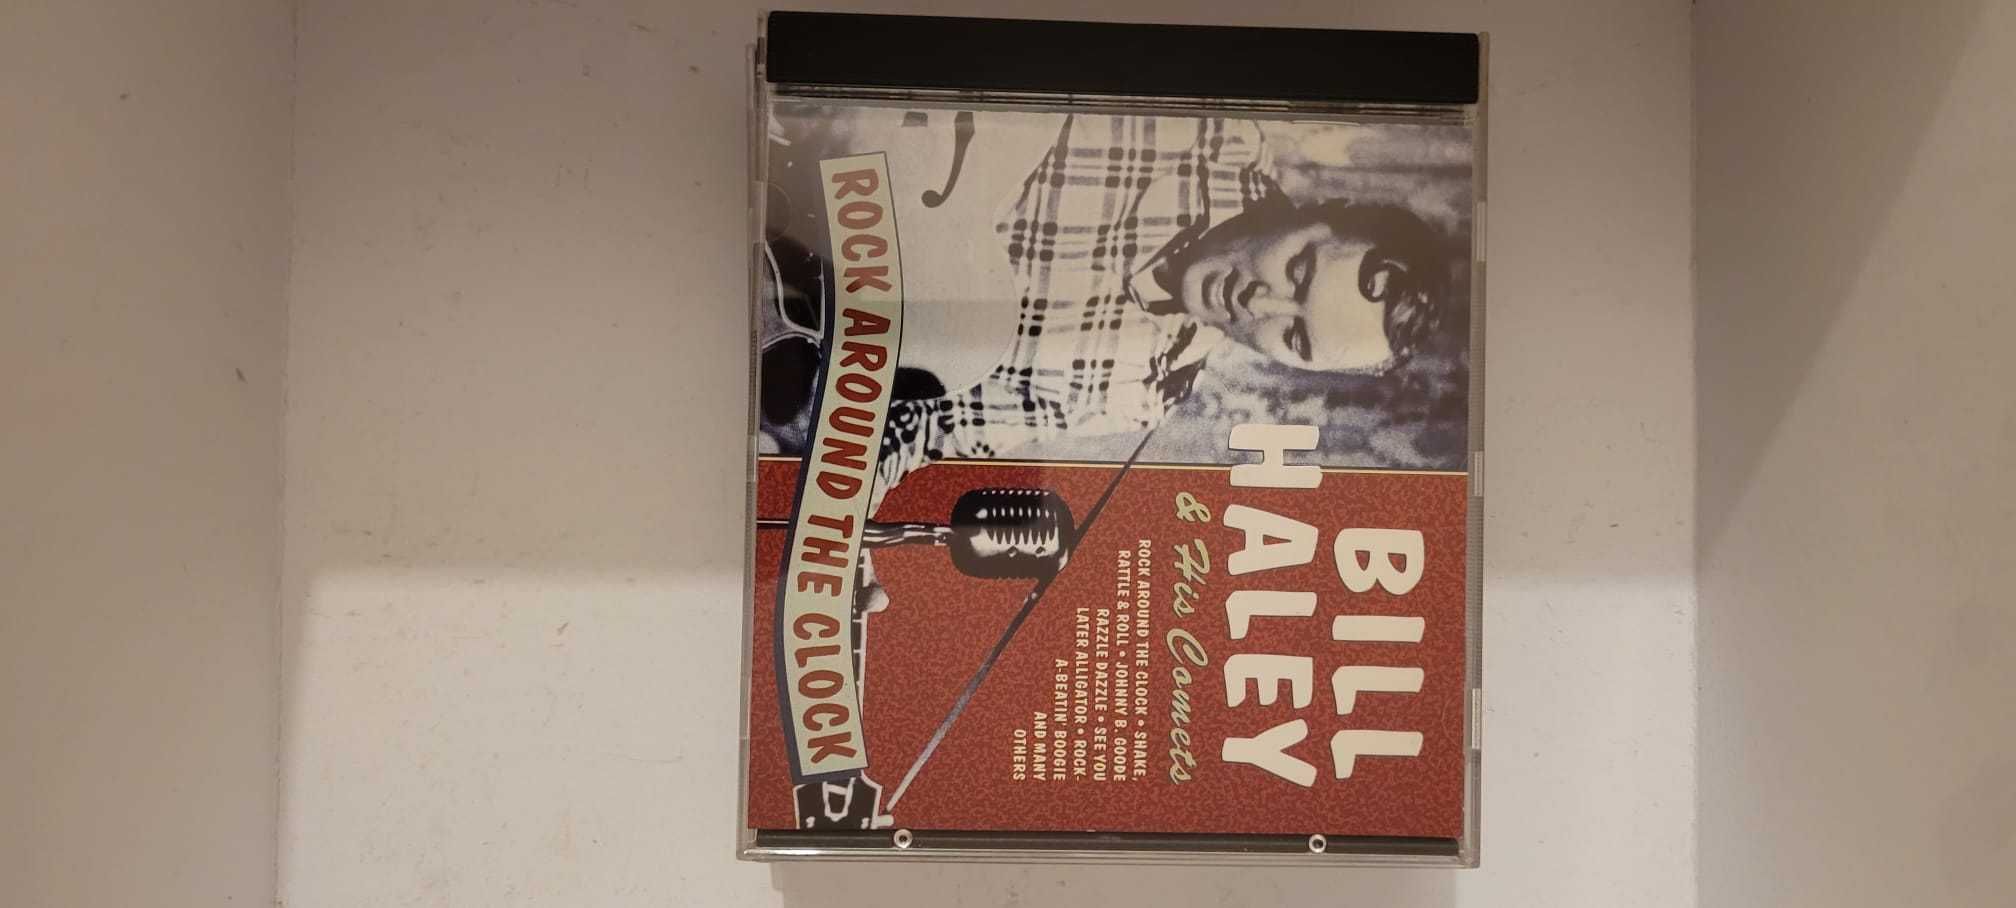 BILL
HALEY
& His Comets
ROCK AROUND THE CLOCK • SHAKE,
RATTLE & ROLL • JOHNNY B. GOODE
RAZZLE DAZZLE • SEE YOU
LATER ALLIGATOR • ROCK-
A-BEATIN' BOOGIE
AND MANY
OTHERS
ROCK AROUND THE CLOCK